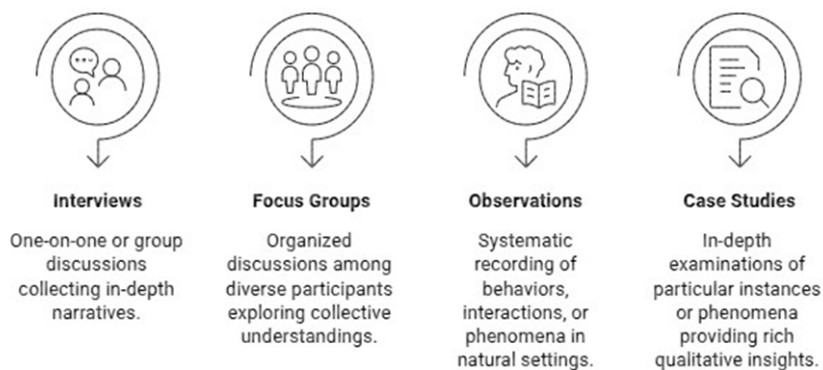 Interviews
One-on-one or group
discussions
collecting in-depth
narratives.
Focus Groups
Organized
discussions among
diverse participants
exploring collective
understandings.
Observations
Systematic
recording of
behaviors,
interactions, or
phenomena in
natural settings.
Case Studies
In-depth
examinations of
particular instances
or phenomena
providing rich
qualitative insights.